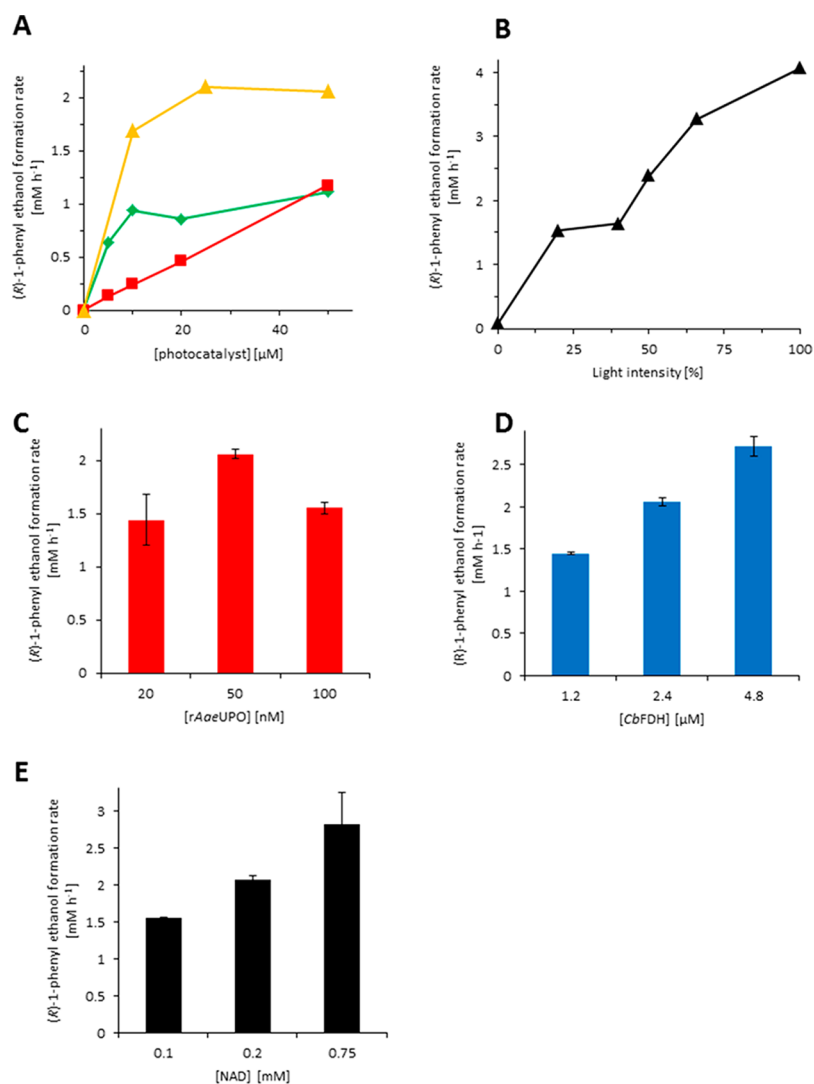 A
(R)-1-phenyl ethanol formation rate
[mM h-1]
2
1.5
1
0.5
0
0
20
40
[photocatalyst] [µM]
B
(R)-1-phenyl ethanol formation rate
[mM h-1]
4
3
2
1
0
0
25
50
75
100
Light intensity [%]
C
(R)-1-phenyl ethanol formation rate
[mM h-1]
2
1.5
1
0.5
0
20
50
100
[rAaeUPO] [nM]
D
(R)-1-phenyl ethanol formation rate
[mM h-1]
2.5
2
1.5
1
0.5
0
1.2
2.4
4.8
[CbFDH] [µM]
E
(R)-1-phenyl ethanol formation rate
[mM h-1]
3
2.5
2
1.5
1
0.5
0
0.1
0.2
0.75
[NAD] [mM]